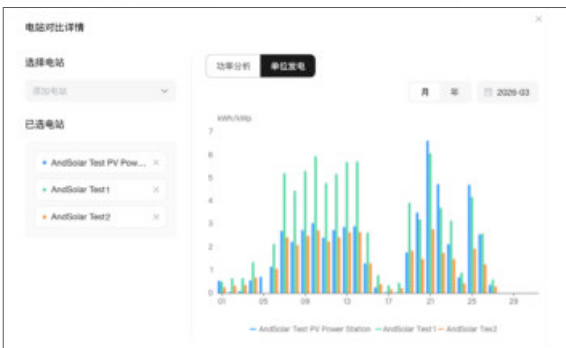 电站对比详情
选择电站
添加电站
已选电站
AndSolar Test PV Pow...
AndSolar Test1
AndSolar Test2
功率分析 单位发电
月 年 2026-03
kWh/kWp
7
6
5
4
3
2
1
0
01 05 09 13 17 21 25 29
AndSolar Test PV Power Station AndSolar Test1 AndSolar Test2